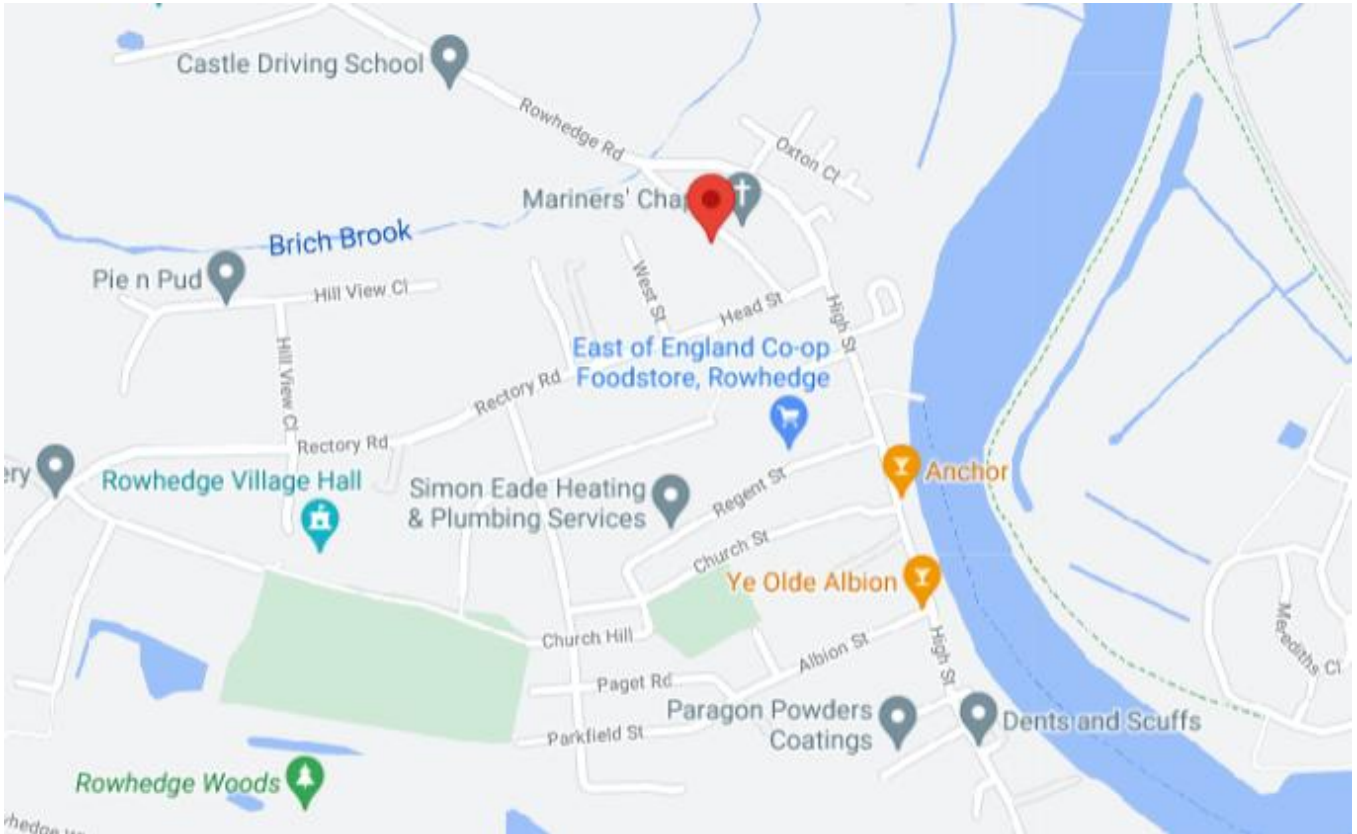 Castle Driving School
Rowhedge Rd
Oxton Cl
Mariners' Cha
Brich Brook
Pie n Pud
Hill View Cl
West St
Head St
High St
Hill View Cl
East of England Co-op
Foodstore, Rowhedge
Rectory Rd
Rectory Rd
ery
Rowhedge Village Hall
Simon Eade Heating
& Plumbing Services
Regent St
Anchor
Church St
Ye Olde Albion
Merediths Cl
Church Hill
Albion St
High St
Paget Rd
Paragon Powders
Coatings
Dents and Scuffs
Parkfield St
Rowhedge Woods